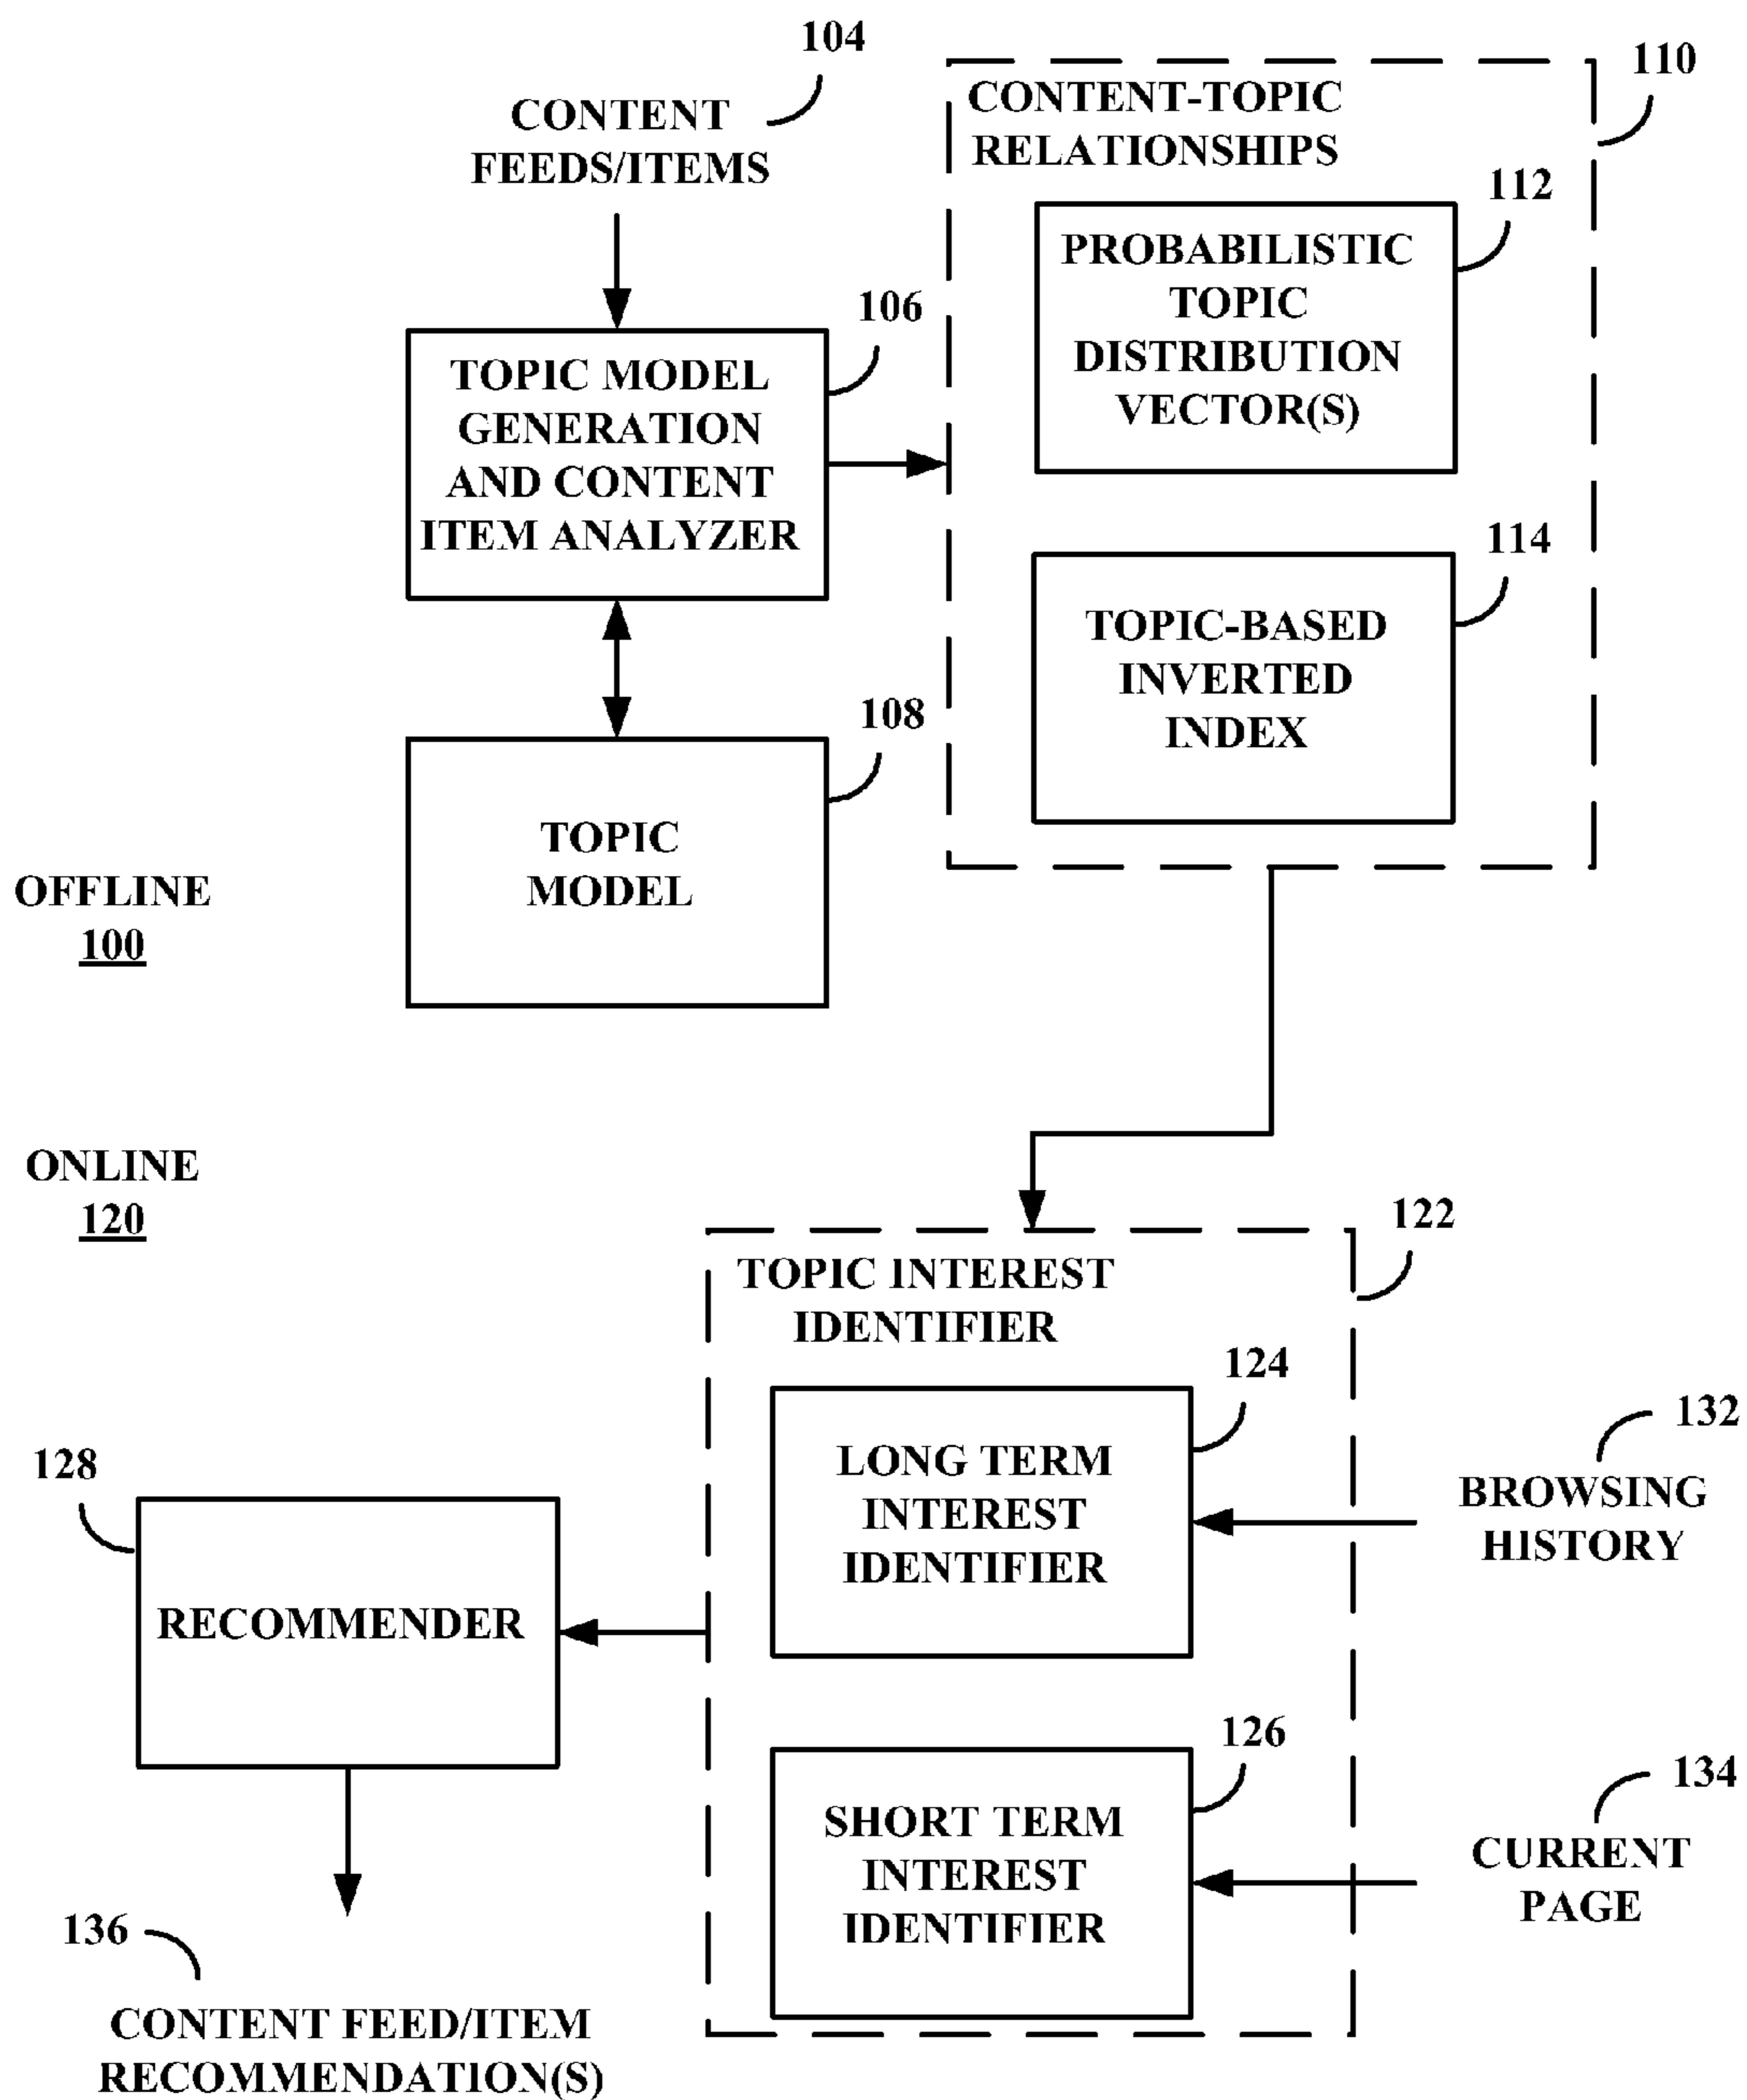 104
CONTENT
FEEDS/ITEMS
110
CONTENT-TOPIC
RELATIONSHIPS
112
PROBABILISTIC
TOPIC
DISTRIBUTION
VECTOR(S)
106
TOPIC MODEL
GENERATION
AND CONTENT
ITEM ANALYZER
114
TOPIC-BASED
INVERTED
INDEX
108
TOPIC
MODEL
OFFLINE
100
ONLINE
120
122
TOPIC INTEREST
IDENTIFIER
124
LONG TERM
INTEREST
IDENTIFIER
132
BROWSING
HISTORY
128
RECOMMENDER
126
SHORT TERM
INTEREST
IDENTIFIER
134
CURRENT
PAGE
136
CONTENT FEED/ITEM
RECOMMENDATION(S)